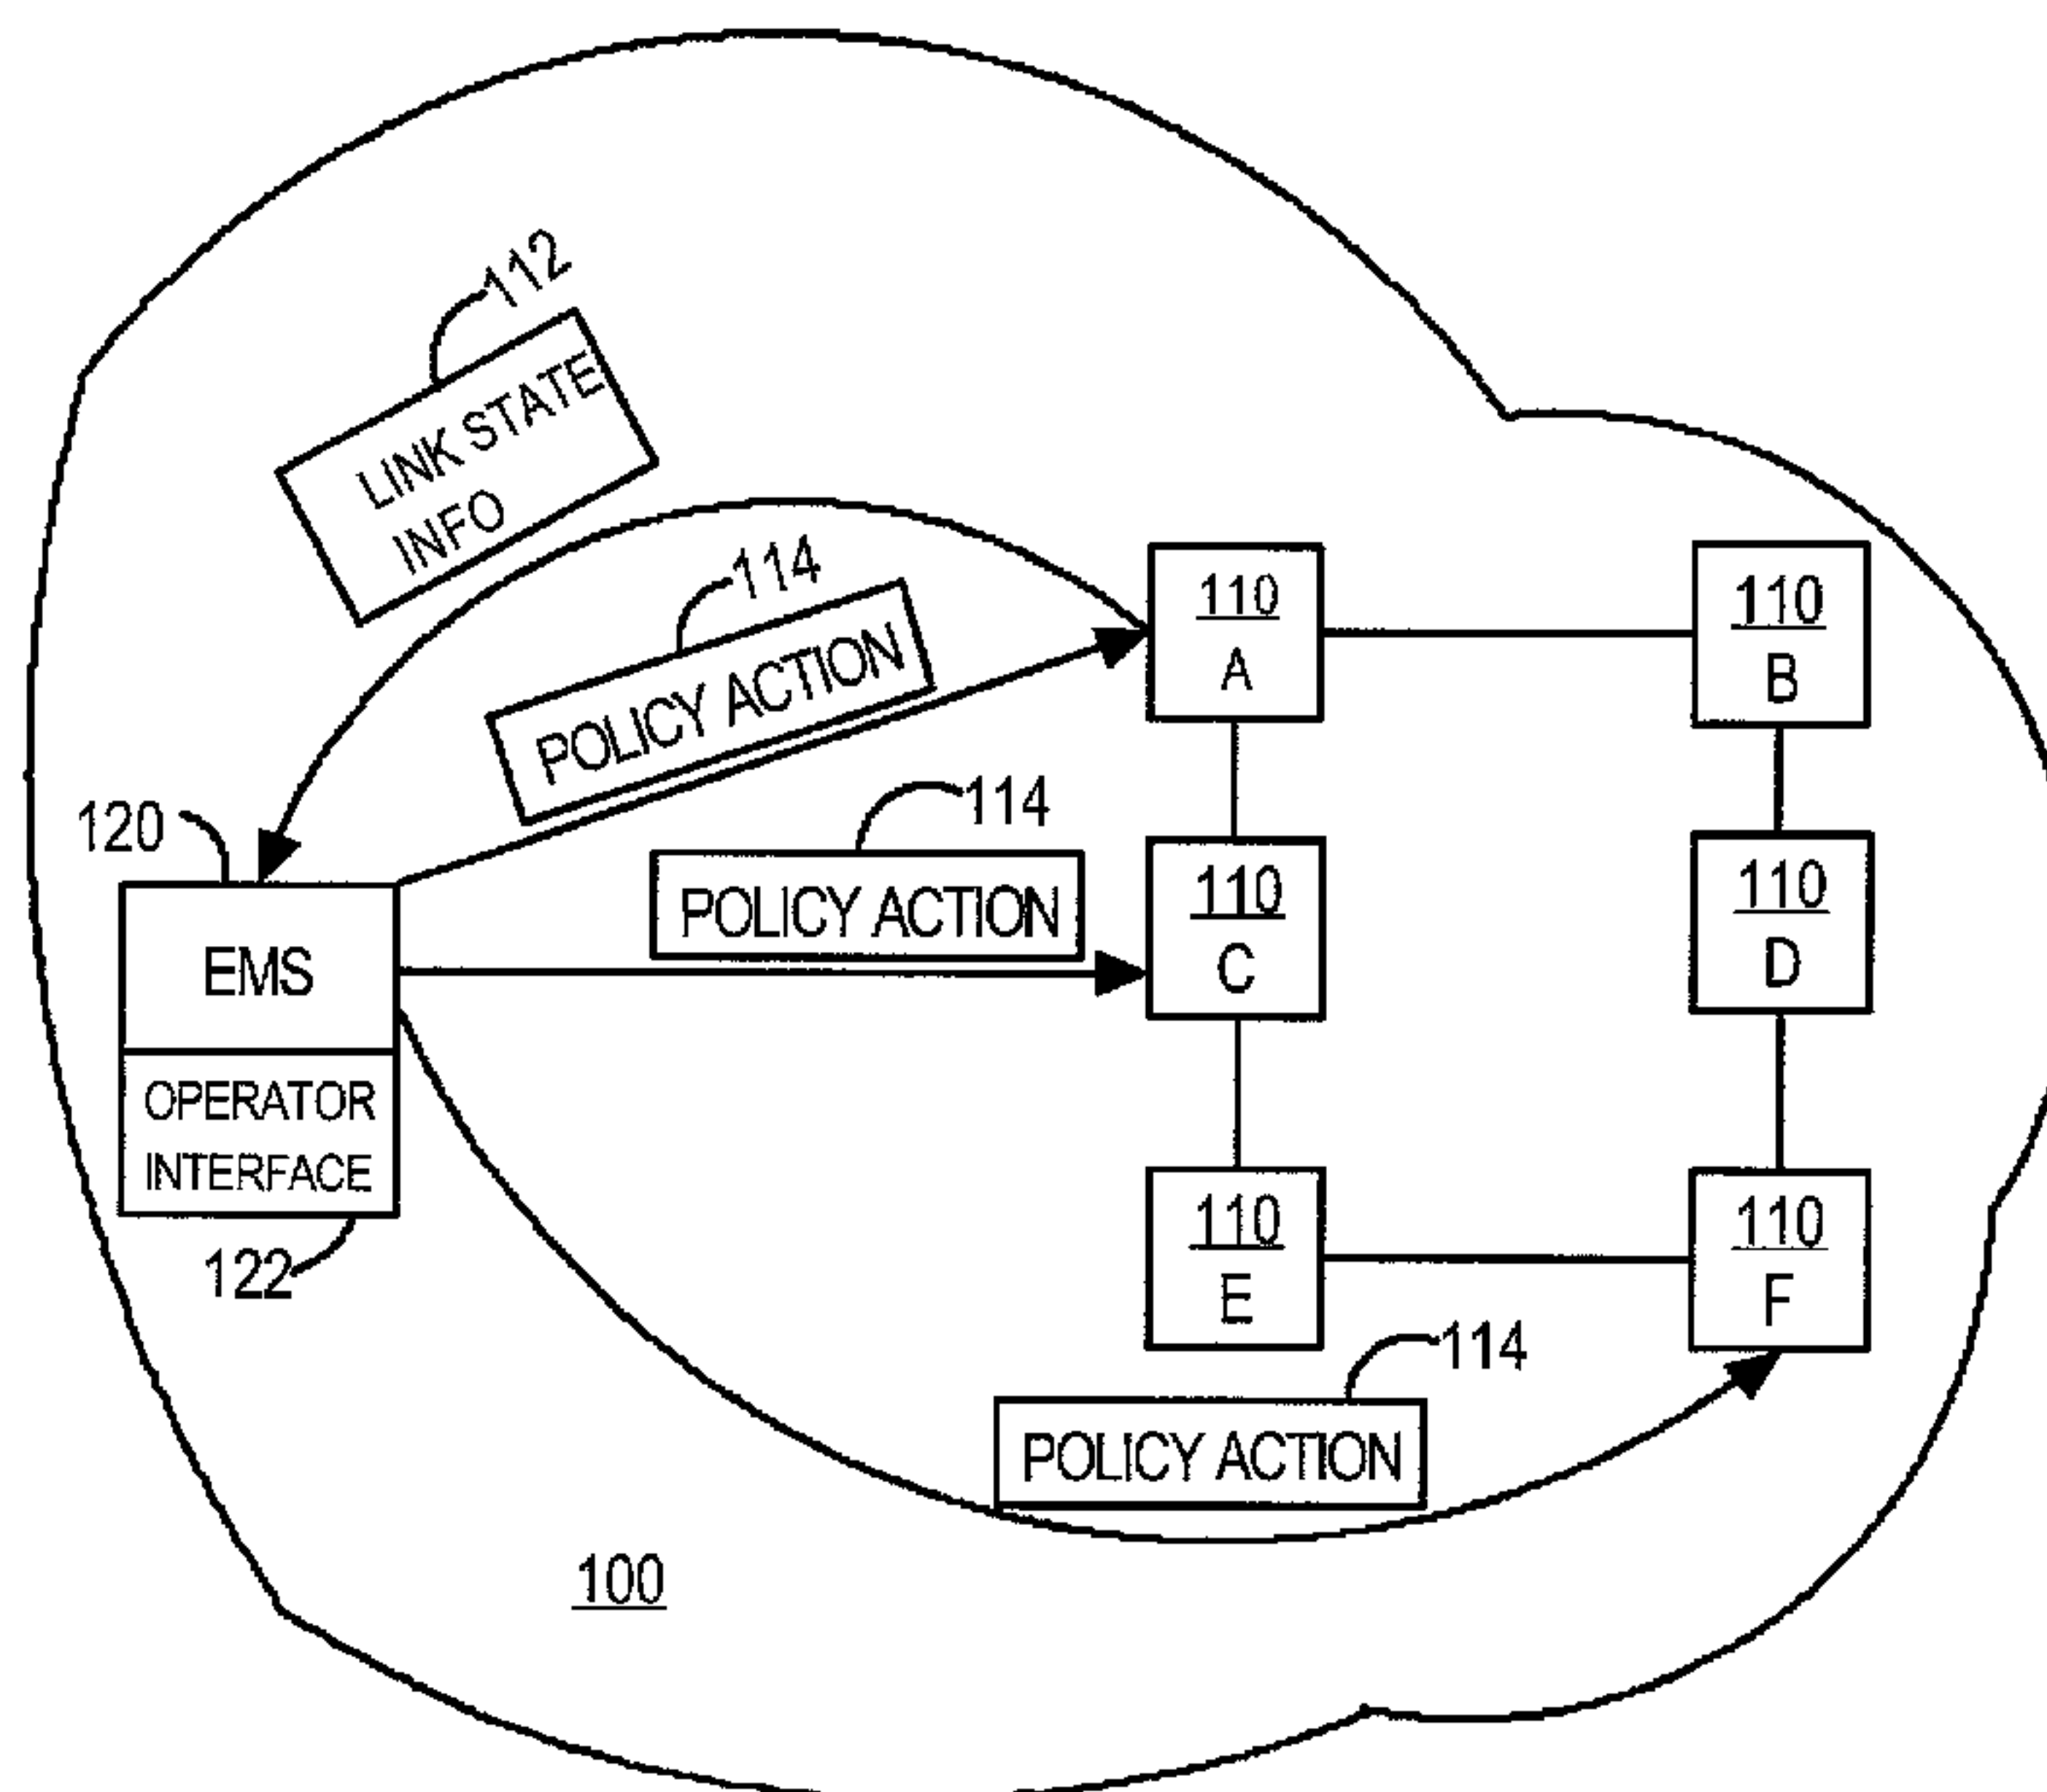 112
LINK STATE
INFO
114
POLICY ACTION
110
A
110
B
120
114
POLICY ACTION
110
C
110
D
EMS
OPERATOR
INTERFACE
122
110
E
110
F
114
POLICY ACTION
100